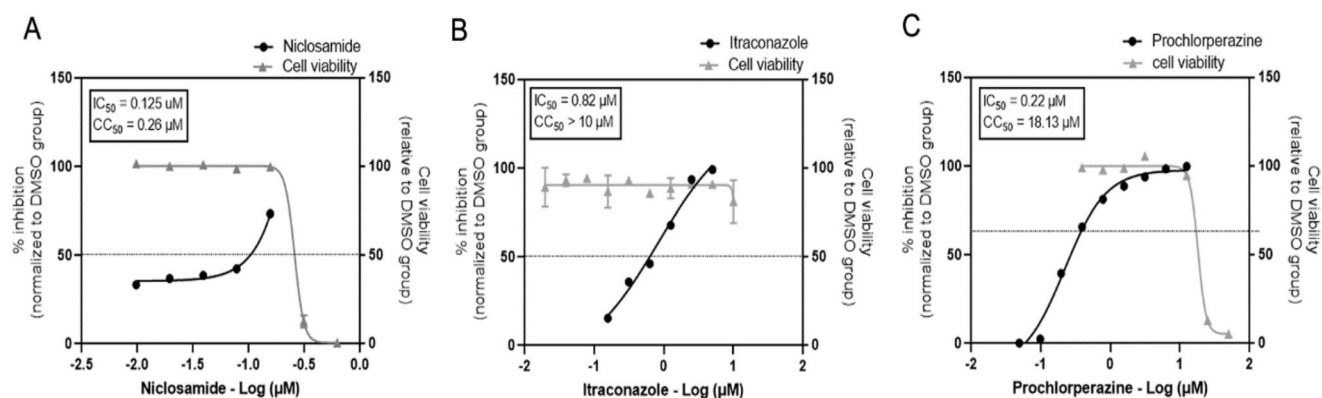 A
Niclosamide
Cell viability
% inhibition
(normalized to DMSO group)
150
100
50
0
IC50 = 0.125 uM
CC50 = 0.26 µM
150
100
50
0
Cell viability
(relative to DMSO group)
-2.5
-2.0
-1.5
-1.0
-0.5
0.0
Niclosamide - Log (µM)
B
Itraconazole
Cell viability
% inhibition
(normalized to DMSO group)
150
100
50
0
IC50 = 0.82 µM
CC50 > 10 µM
150
100
50
0
Cell viability
(relative to DMSO group)
-2
-1
0
1
2
Itraconazole - Log (µM)
C
Prochlorperazine
cell viability
% inhibition
(normalized to DMSO group)
150
100
50
0
IC50 = 0.22 µM
CC50 = 18.13 µM
150
100
50
0
Cell viability
(relative to DMSO group)
-2
-1
0
1
2
Prochlorperazine - Log (µM)